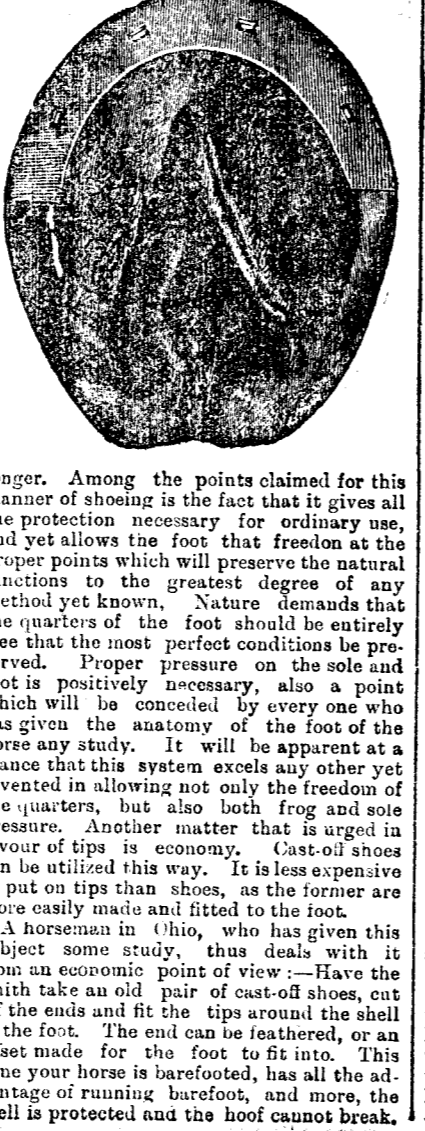 nger. Among the points claimed for this
anner of shoeing is the fact that it gives all
e protection necessary for ordinary use,
nd yet allows the foot that freedon at the
roper points which will preserve the natural
nctions to the greatest degree of any
ethod yet known, Nature demands that
e quarters of the foot should be entirely
ee that the most perfect conditions be pre-
rved. Proper pressure on the sole and
ot is positively necessary, also a point
hich will be conceded by every one who
as given the anatomy of the foot of the
orse any study. It will be apparent at a
ance that this system excels any other yet
vented in allowing not only the freedom of
e quarters, but also both frog and sole
essure. Another matter that is urged in
vour of tips is economy. Cast-off shoes
n be utilized this way. It is less expensive
put on tips than shoes, as the former are
ore easily made and fitted to the foot.
A horseman in Ohio, who has given this
bject some study, thus deals with it
om an economic point of view :—Have the
ith take an old pair of cast-off shoes, cut
f the ends and fit the tips around the shell
the foot. The end can be feathered, or an
set made for the foot to fit into. This
ne your horse is barefooted, has all the ad-
ntage of running barefoot, and more, the
ell is protected and the hoof cannot break.